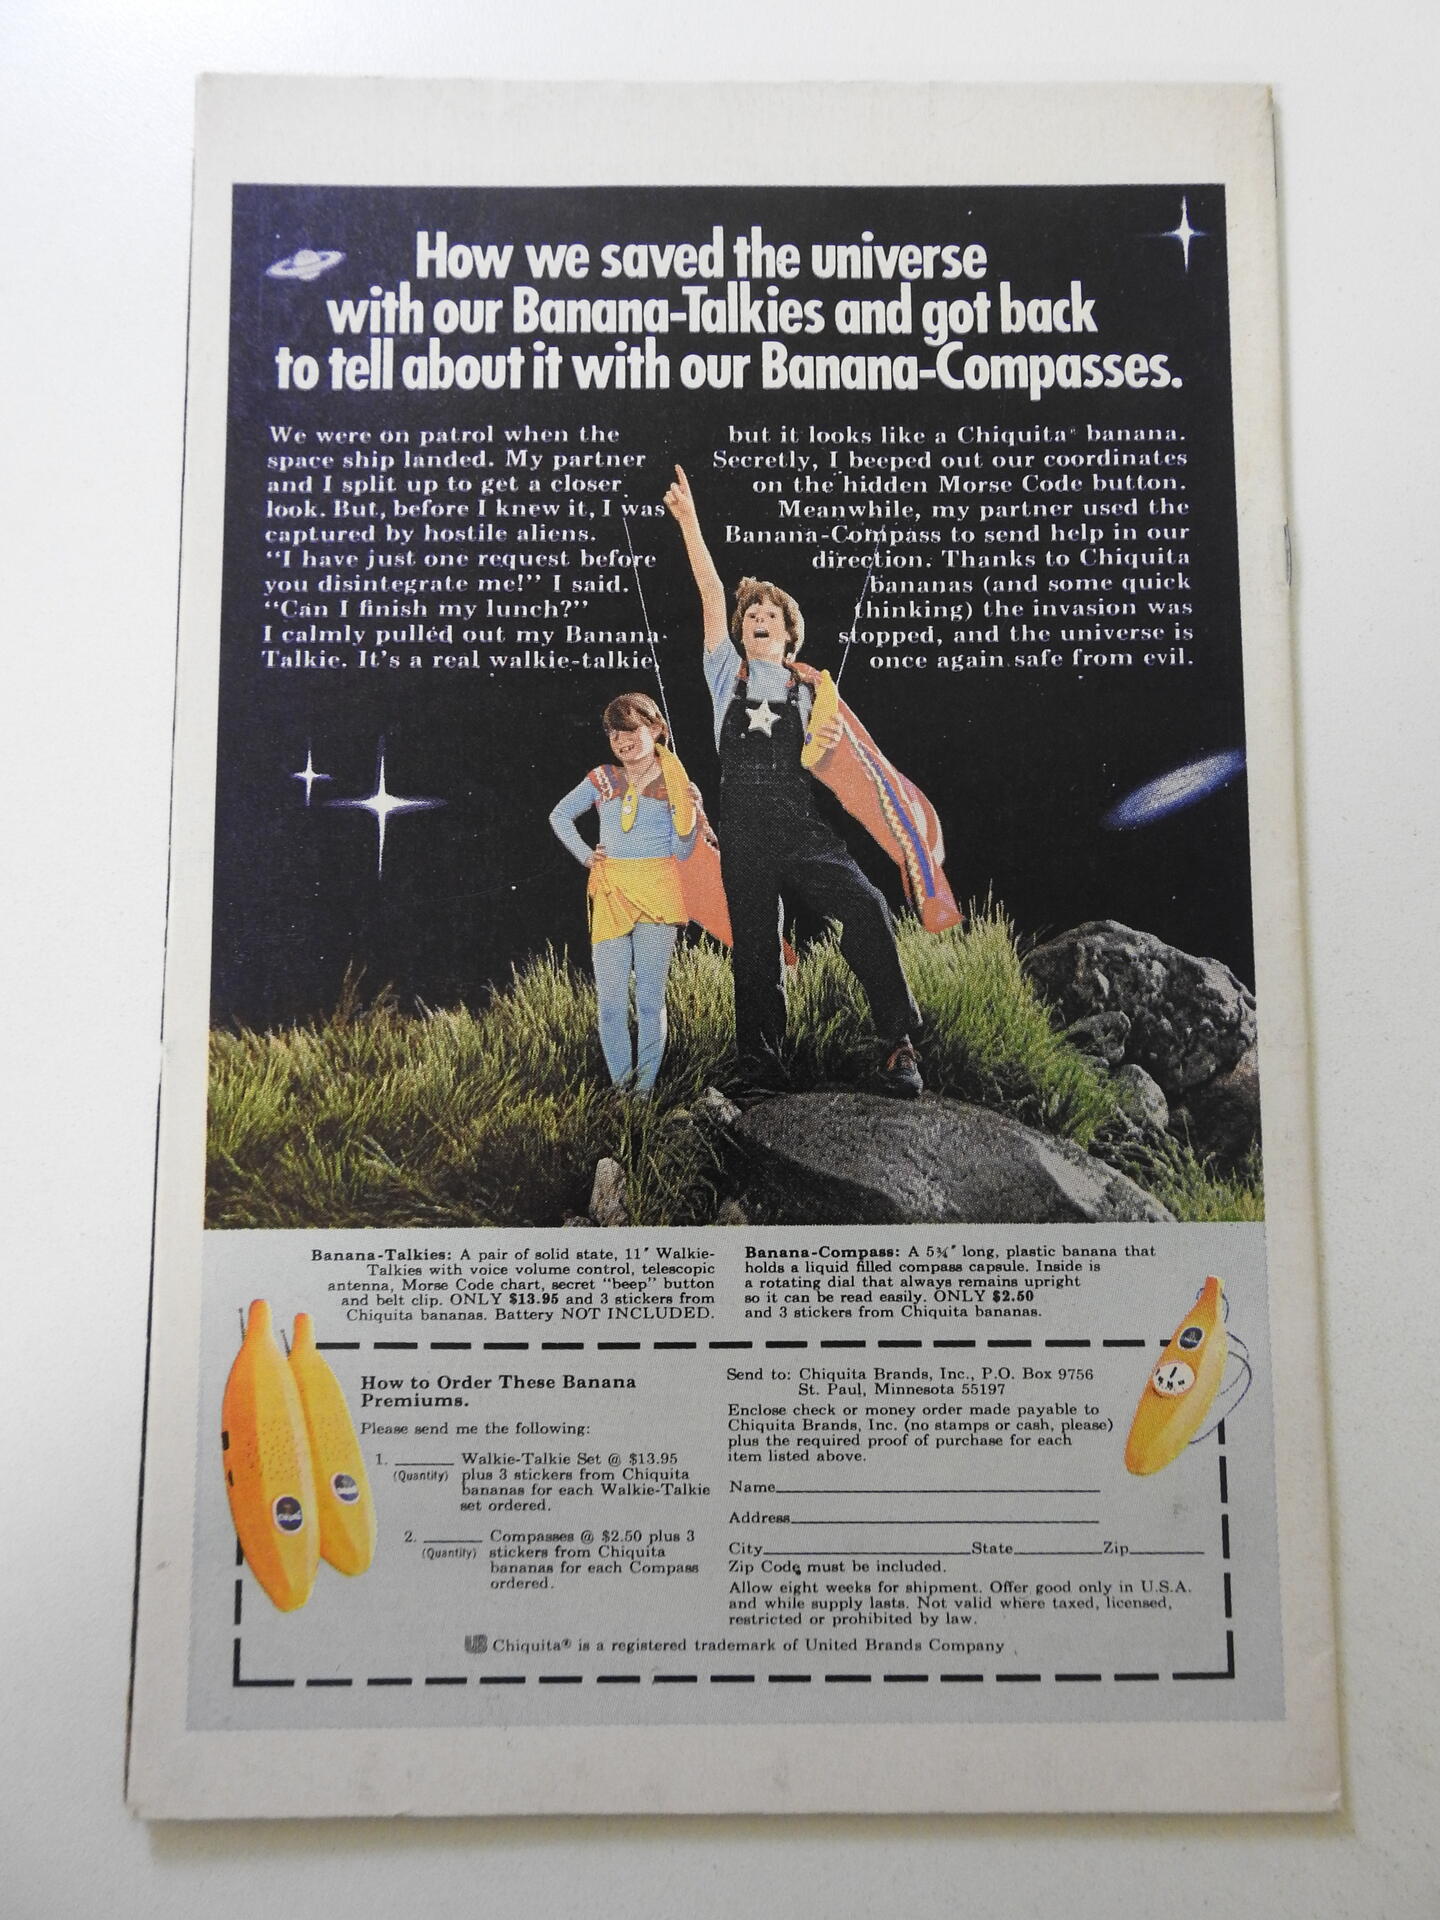 How we saved the universe
with our Banana-Talkies and got back
to tell about it with our Banana-Compasses.
We were on patrol when the
space ship landed. My partner
and I split up to get a closer
look. But, before I knew it, I was
captured by hostile aliens.
“I have just one request before
you disintegrate me!” I said.
“Can I finish my lunch?”
I calmly pulled out my Banana-
Talkie. It’s a real walkie-talkie,
but it looks like a Chiquita® banana.
Secretly, I beeped out our coordinates
on the hidden Morse Code button.
Meanwhile, my partner used the
Banana-Compass to send help in our
direction. Thanks to Chiquita
bananas (and some quick
thinking) the invasion was
stopped, and the universe is
once again safe from evil.
Banana-Talkies: A pair of solid state, 11″ Walkie-
Talkies with voice volume control, telescopic
antenna, Morse Code chart, secret “beep” button
and belt clip. ONLY $13.95 and 3 stickers from
Chiquita bananas. Battery NOT INCLUDED.
Banana-Compass: A 5¾″ long, plastic banana that
holds a liquid filled compass capsule. Inside is
a rotating dial that always remains upright
so it can be read easily. ONLY $2.50
and 3 stickers from Chiquita bananas.
How to Order These Banana
Premiums.
Please send me the following:
1. ______ Walkie-Talkie Set @ $13.95
(Quantity) plus 3 stickers from Chiquita
bananas for each Walkie-Talkie
set ordered.
2. ______ Compasses @ $2.50 plus 3
(Quantity) stickers from Chiquita
bananas for each Compass
ordered.
Send to: Chiquita Brands, Inc., P.O. Box 9756
St. Paul, Minnesota 55197
Enclose check or money order made payable to
Chiquita Brands, Inc. (no stamps or cash, please)
plus the required proof of purchase for each
item listed above.
Name
Address
City State Zip
Zip Code must be included.
Allow eight weeks for shipment. Offer good only in U.S.A.
and while supply lasts. Not valid where taxed, licensed,
restricted or prohibited by law.
UB Chiquita® is a registered trademark of United Brands Company
Chiquita